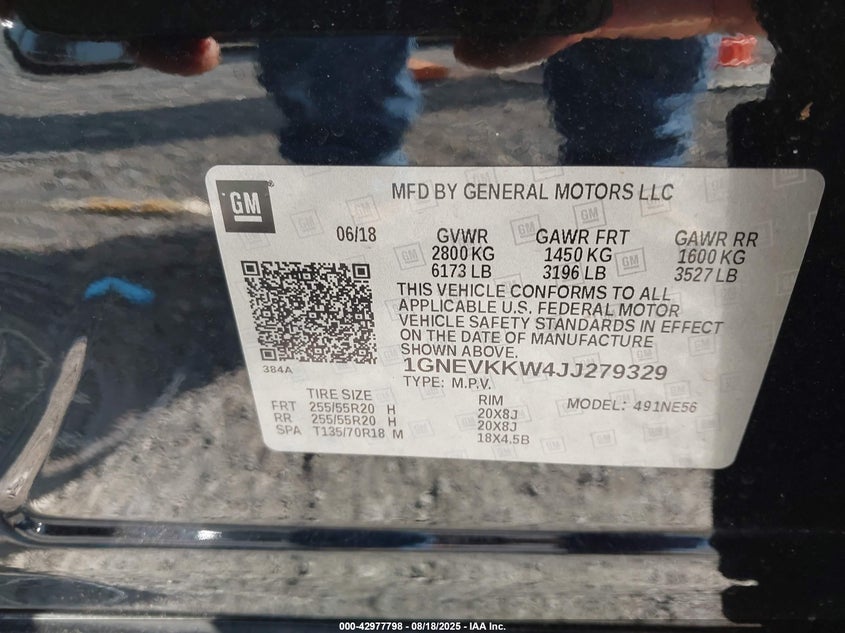 GM
MFD BY GENERAL MOTORS LLC
06/18
GVWR GAWR FRT GAWR RR
2800 KG 1450 KG 1600 KG
6173 LB 3196 LB 3527 LB
THIS VEHICLE CONFORMS TO ALL
APPLICABLE U.S. FEDERAL MOTOR
VEHICLE SAFETY STANDARDS IN EFFECT
ON THE DATE OF MANUFACTURE
SHOWN ABOVE.
384A
1GNEVKKW4JJ279329
TYPE: M.P.V.
TIRE SIZE RIM MODEL: 491NE56
FRT 255/55R20 H 20X8J
RR 255/55R20 H 20X8J
SPA T135/70R18 M 18X4.5B
000-42977798 - 08/18/2025 - IAA Inc.